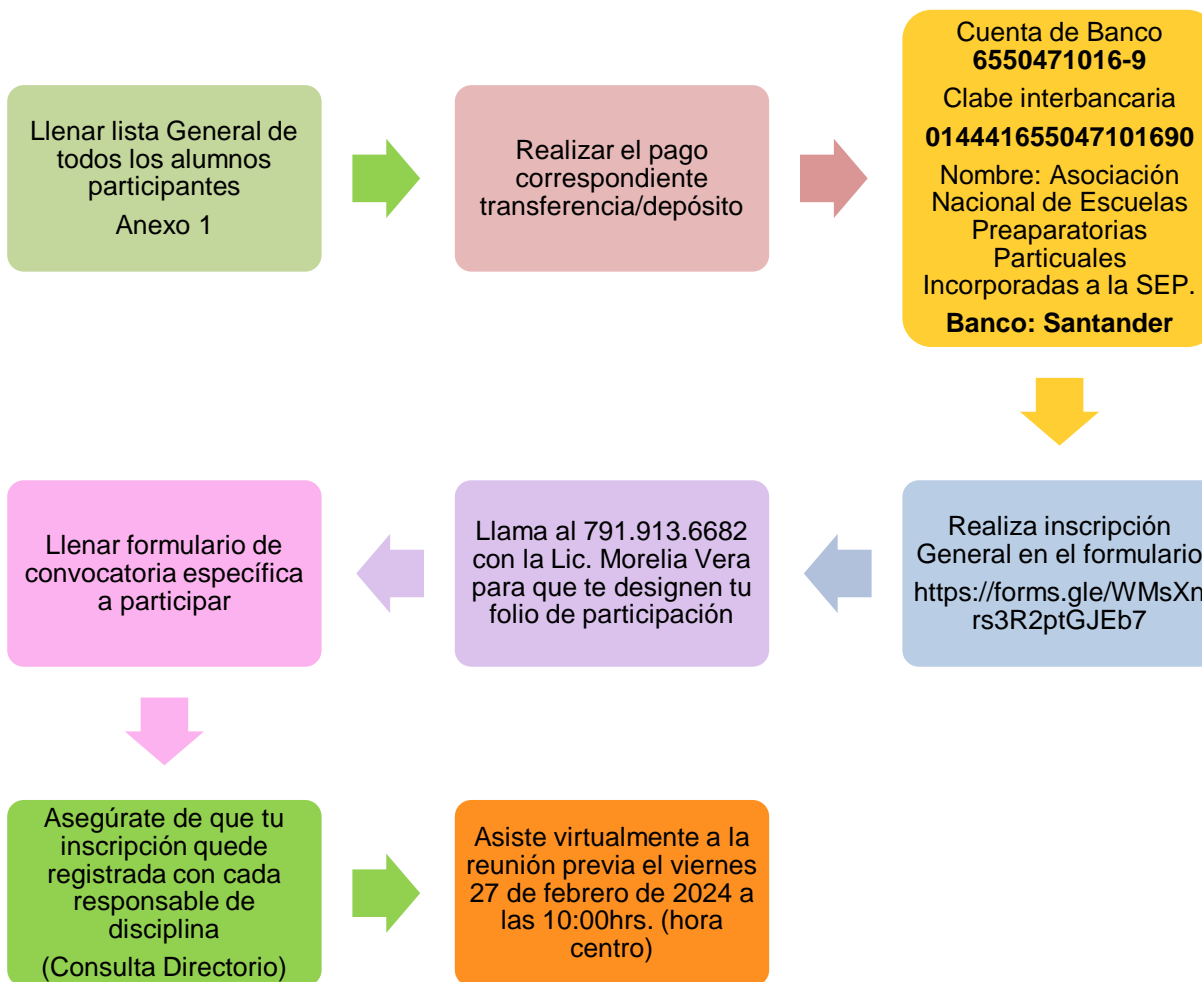 Llenar lista General de
todos los alumnos
participantes
Anexo 1
Realizar el pago
correspondiente
transferencia/depósito
Cuenta de Banco
6550471016-9
Clabe interbancaria
014441655047101690
Nombre: Asociación
Nacional de Escuelas
Preaparatorias
Particuales
Incorporadas a la SEP.
Banco: Santander
Realiza inscripción
General en el formulario
https://forms.gle/WMsXn
rs3R2ptGJEb7
Llama al 791.913.6682
con la Lic. Morelia Vera
para que te designen tu
folio de participación
Llenar formulario de
convocatoria específica
a participar
Asegúrate de que tu
inscripción quede
registrada con cada
responsable de
disciplina
(Consulta Directorio)
Asiste virtualmente a la
reunión previa el viernes
27 de febrero de 2024 a
las 10:00hrs. (hora
centro)